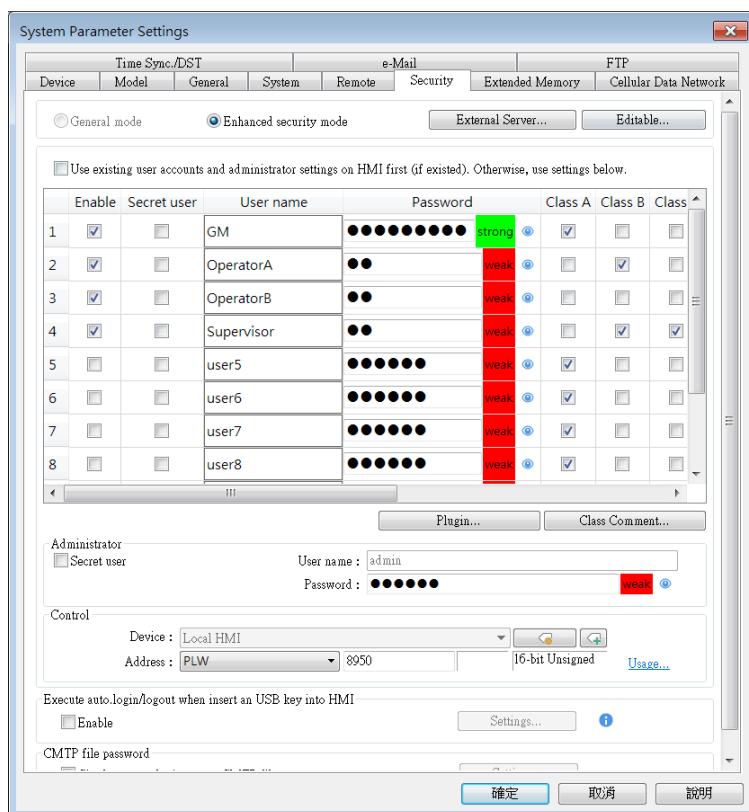 System Parameter Settings
Time Sync./DST e-Mail FTP
Device Model General System Remote Security Extended Memory Cellular Data Network
General mode Enhanced security mode External Server... Editable...
Use existing user accounts and administrator settings on HMI first (if existed). Otherwise, use settings below.
Enable Secret user User name Password Class A Class B Class
1 GM ●●●●●●●●● strong
2 OperatorA ●● weak
3 OperatorB ●● weak
4 Supervisor ●● weak
5 user5 ●●●●●● weak
6 user6 ●●●●●● weak
7 user7 ●●●●●● weak
8 user8 ●●●●●● weak
Plugin... Class Comment...
Administrator
Secret user User name : admin
Password : ●●●●●● weak
Control
Device : Local HMI
Address : PLW 8950 16-bit Unsigned Usage...
Execute auto.login/logout when insert an USB key into HMI
Enable Settings...
CMTP file password
確定 取消 說明